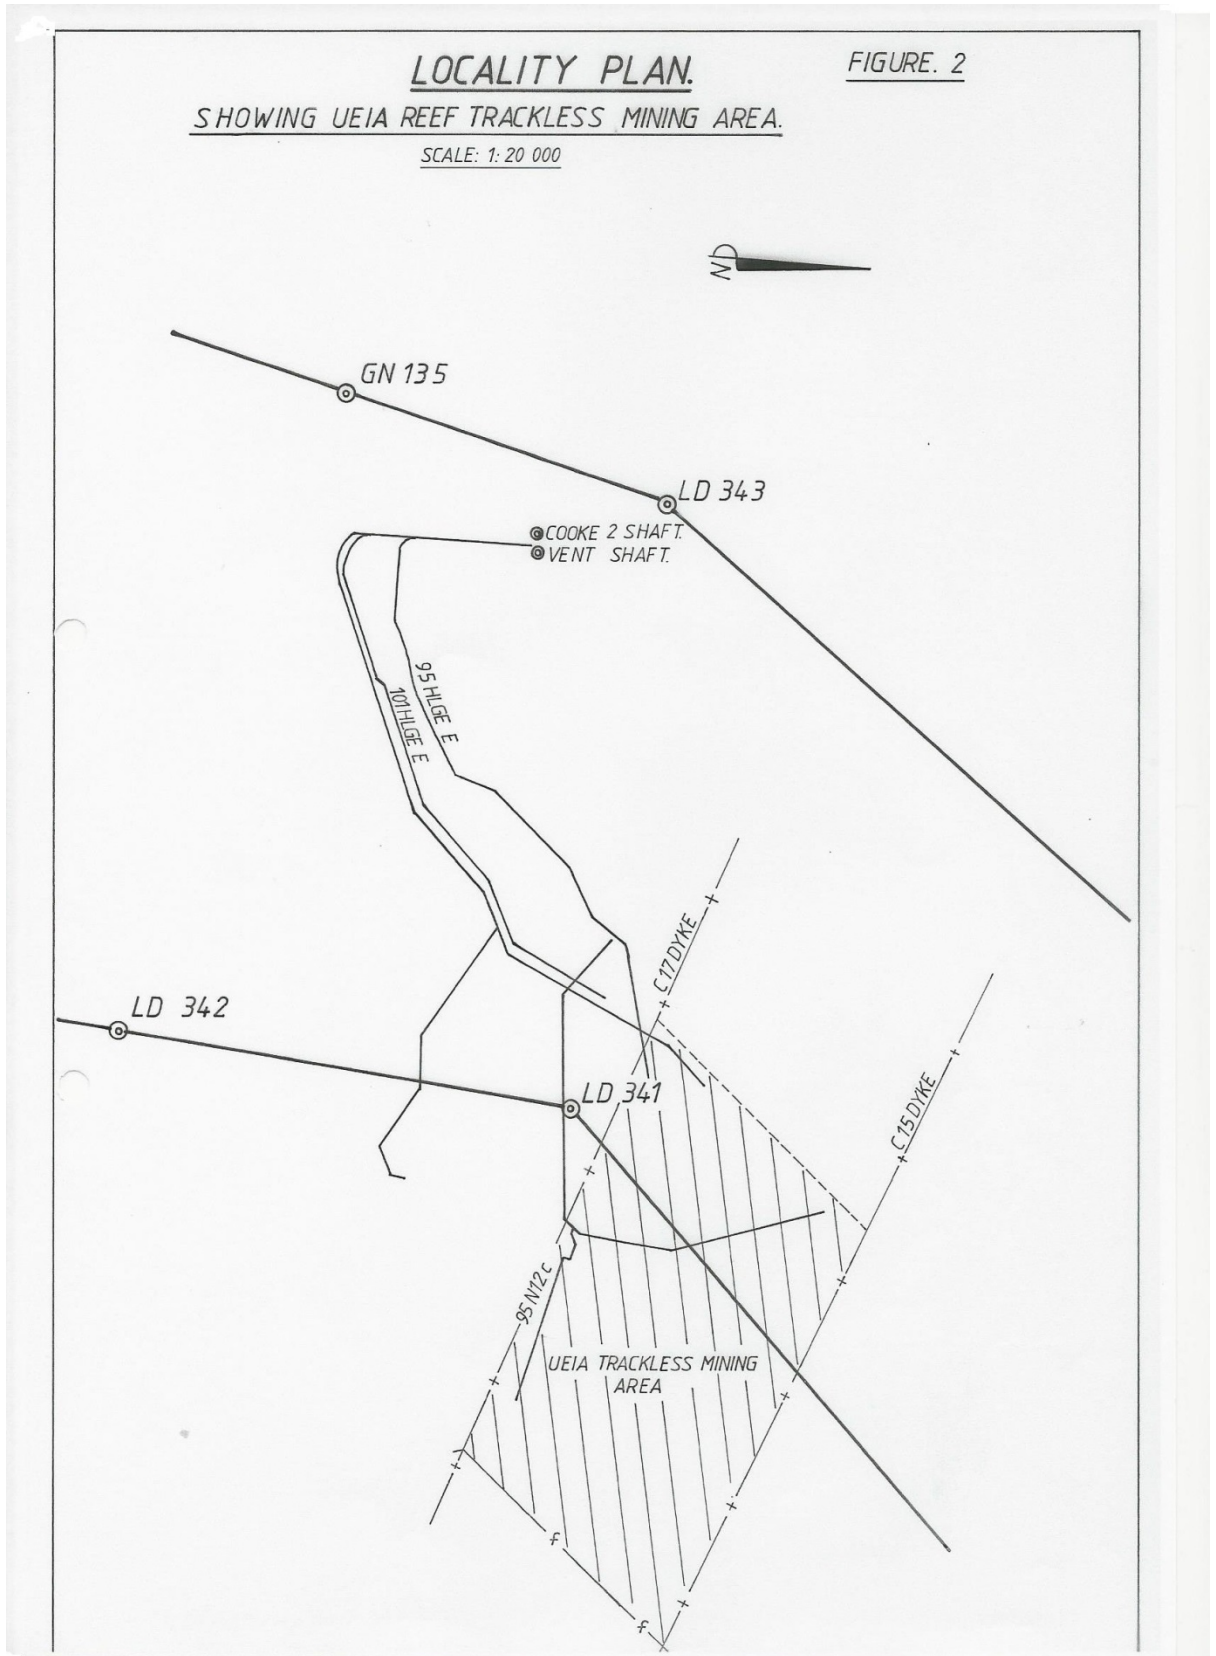 LOCALITY PLAN.
FIGURE. 2
SHOWING UEIA REEF TRACKLESS MINING AREA.
SCALE: 1: 20 000
ND
GN 135
LD 343
COOKE 2 SHAFT.
VENT SHAFT.
95 HLGE E
101 HLGE E
C17 DYKE
LD 342
LD 341
C15 DYKE
95 N12 C
UEIA TRACKLESS MINING
AREA
f
f